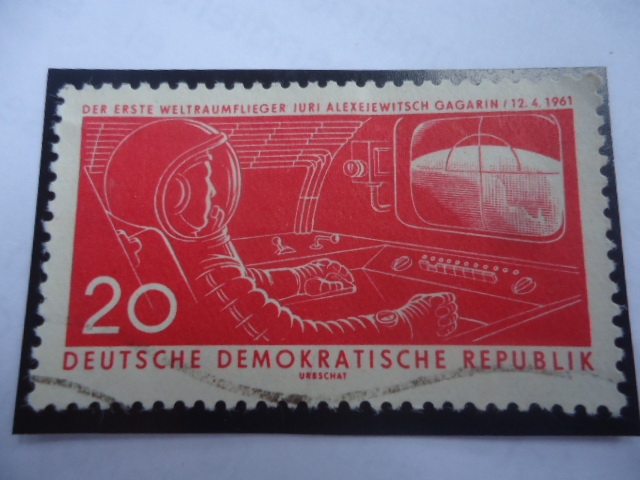 DER ERSTE WELTRAUMFLIEGER JURI ALEXEJEWITSCH GAGARIN / 12. 4. 1961
20
DEUTSCHE DEMOKRATISCHE REPUBLIK
URBSCHAT